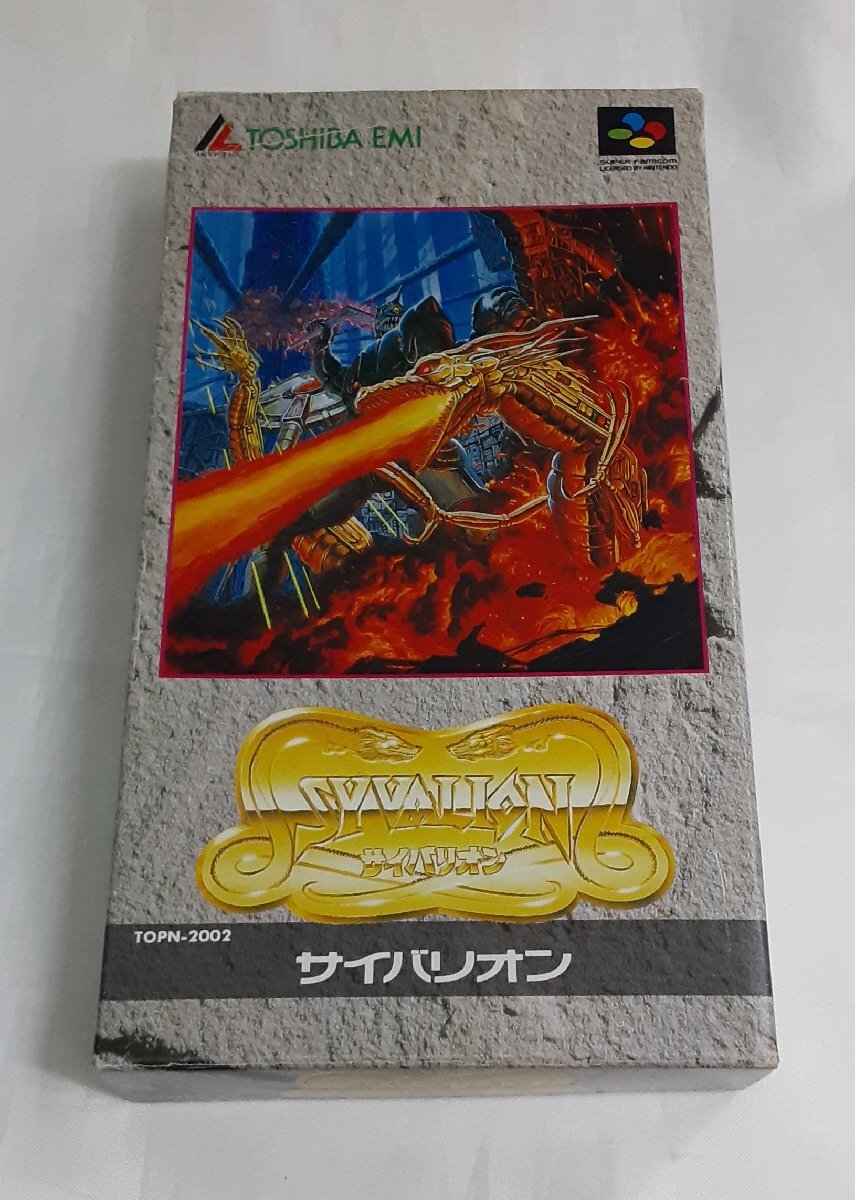 TOSHIBA EMI
SUPER FAMICOM
LICENSED BY NINTENDO
SYVALION
サイバリオン
TOPN-2002
サイバリオン